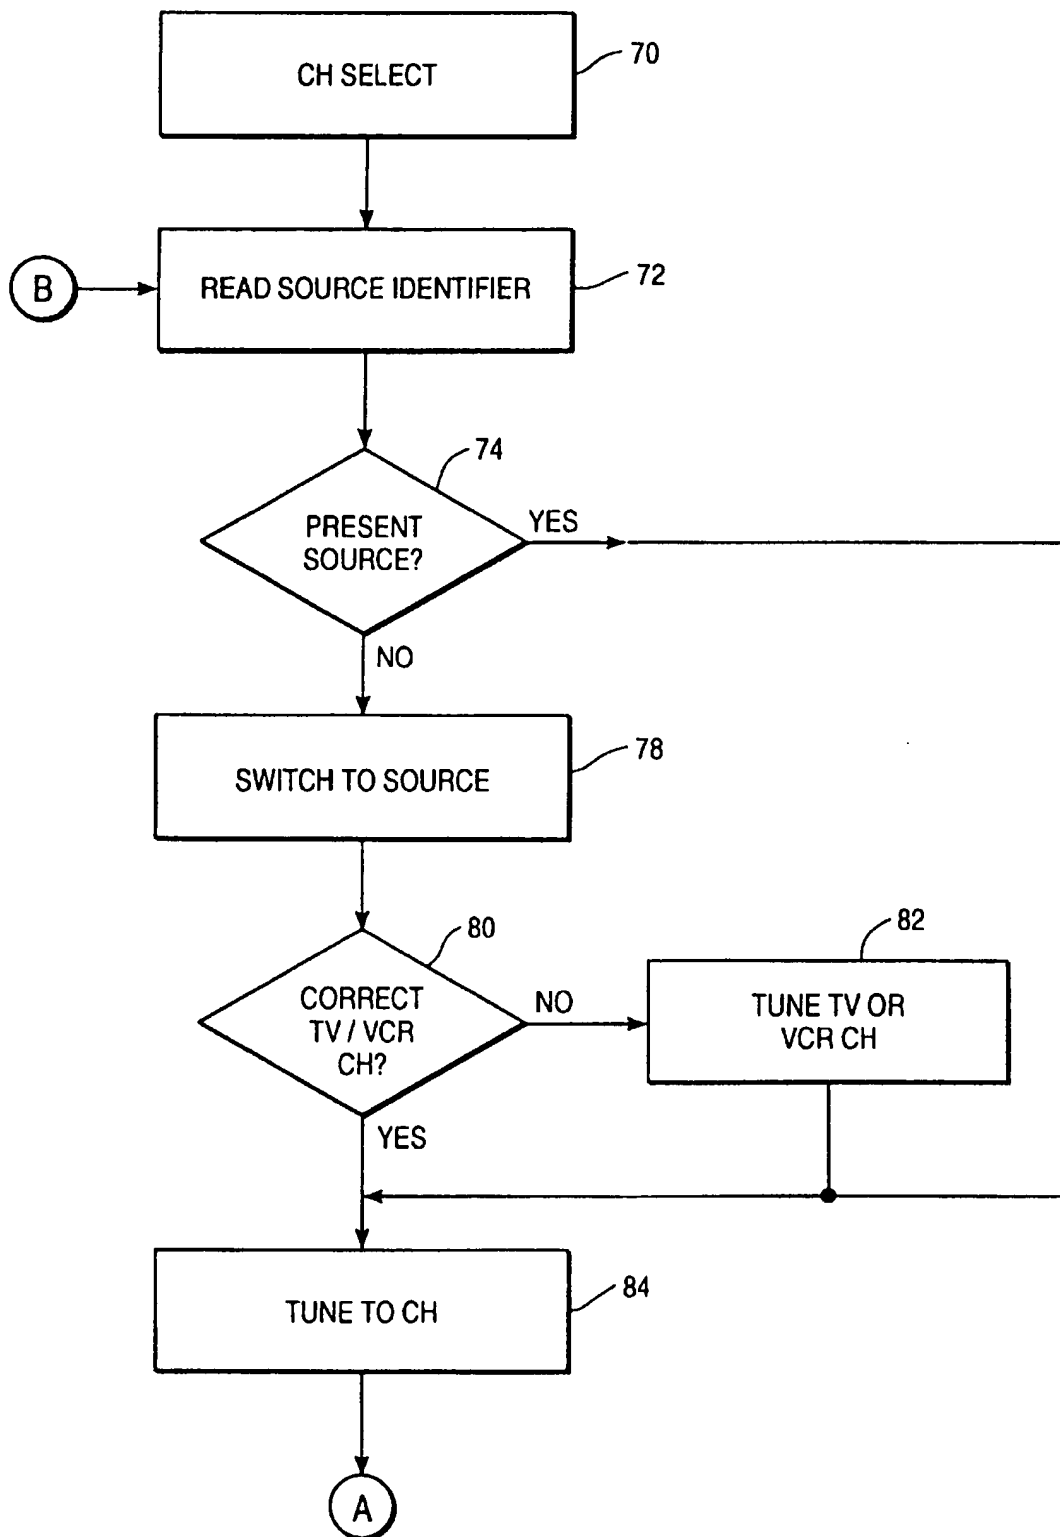 CH SELECT
70
B
READ SOURCE IDENTIFIER
72
74
PRESENT
SOURCE?
YES
NO
SWITCH TO SOURCE
78
80
CORRECT
TV / VCR
CH?
NO
82
TUNE TV OR
VCR CH
YES
TUNE TO CH
84
A